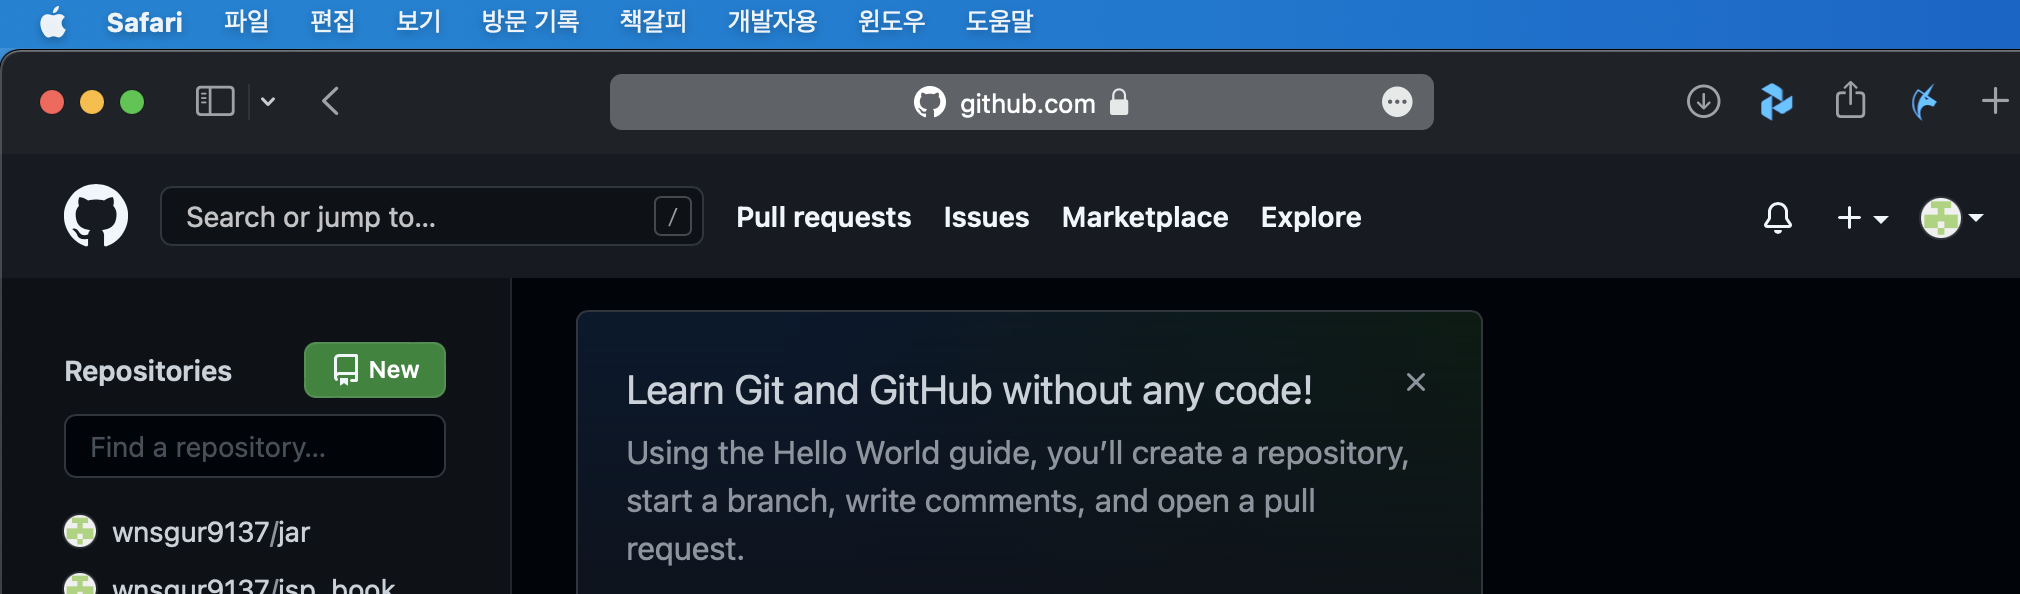 Safari 파일 편집 보기 방문 기록 책갈피 개발자용 윈도우 도움말
github.com
Search or jump to... / Pull requests Issues Marketplace Explore
Repositories New
Find a repository...
wnsgur9137/jar
wnsgur9137/jsp_book
Learn Git and GitHub without any code!
Using the Hello World guide, you’ll create a repository,
start a branch, write comments, and open a pull
request.